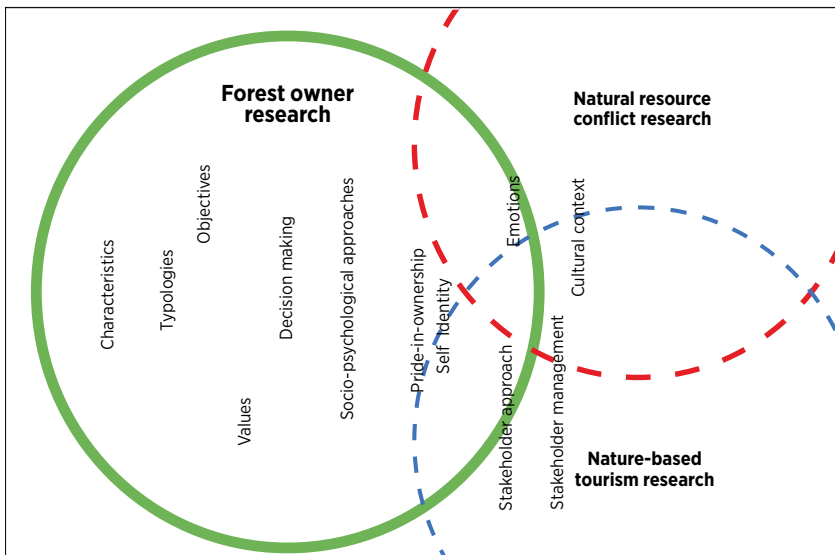 Forest owner
research
Natural resource
conflict research
Characteristics
Typologies
Objectives
Values
Decision making
Socio-psychological approaches
Pride-in-ownership
Self Identity
Emotions
Cultural context
Stakeholder approach
Stakeholder management
Nature-based
tourism research